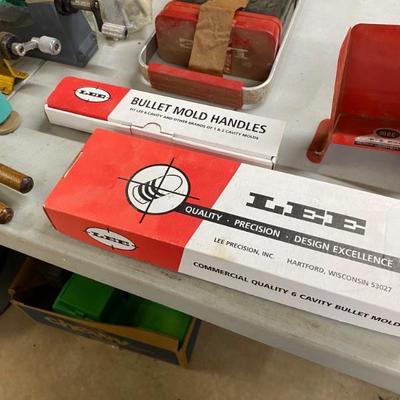 LEE
BULLET MOLD HANDLES
FIT LEE 6 CAVITY AND OTHER BRANDS OF 1 & 2 CAVITY MOLDS
LEE
QUALITY · PRECISION · DESIGN EXCELLENCE
LEE PRECISION, INC. HARTFORD, WISCONSIN 53027
LEE
COMMERCIAL QUALITY 6 CAVITY BULLET MOLD